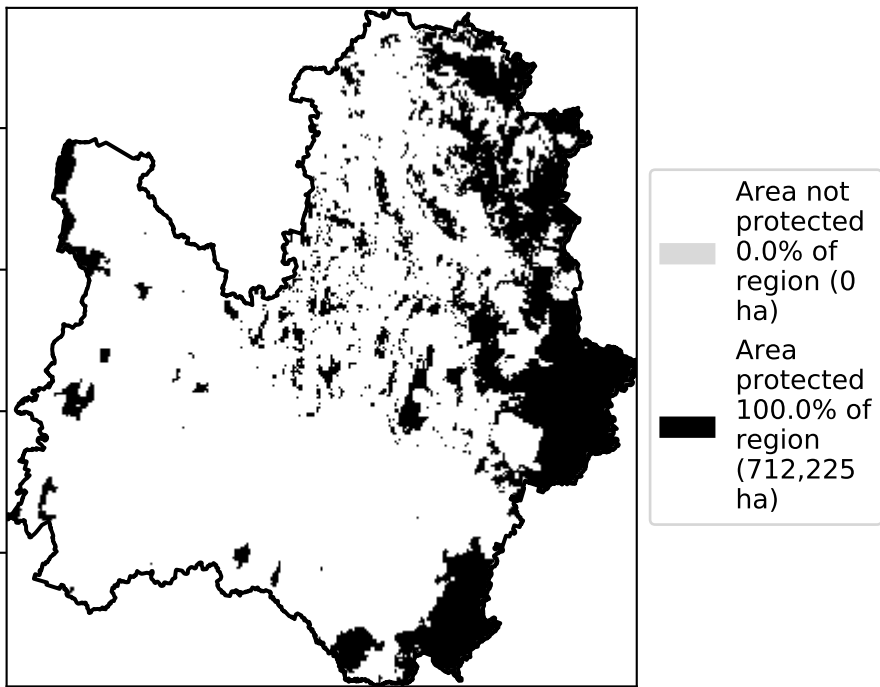 Area not
protected
0.0% of
region (0
ha)
Area
protected
100.0% of
region
(712,225
ha)